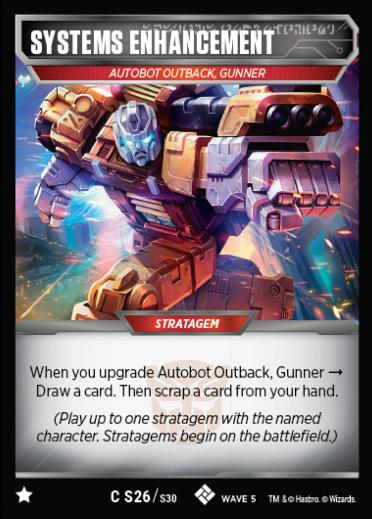 SYSTEMS ENHANCEMENT
AUTOBOT OUTBACK, GUNNER
STRATAGEM
When you upgrade Autobot Outback, Gunner →
Draw a card. Then scrap a card from your hand.
(Play up to one stratagem with the named
character. Stratagems begin on the battlefield.)
C S26/S30 WAVE 5 TM & © Hasbro. © Wizards.